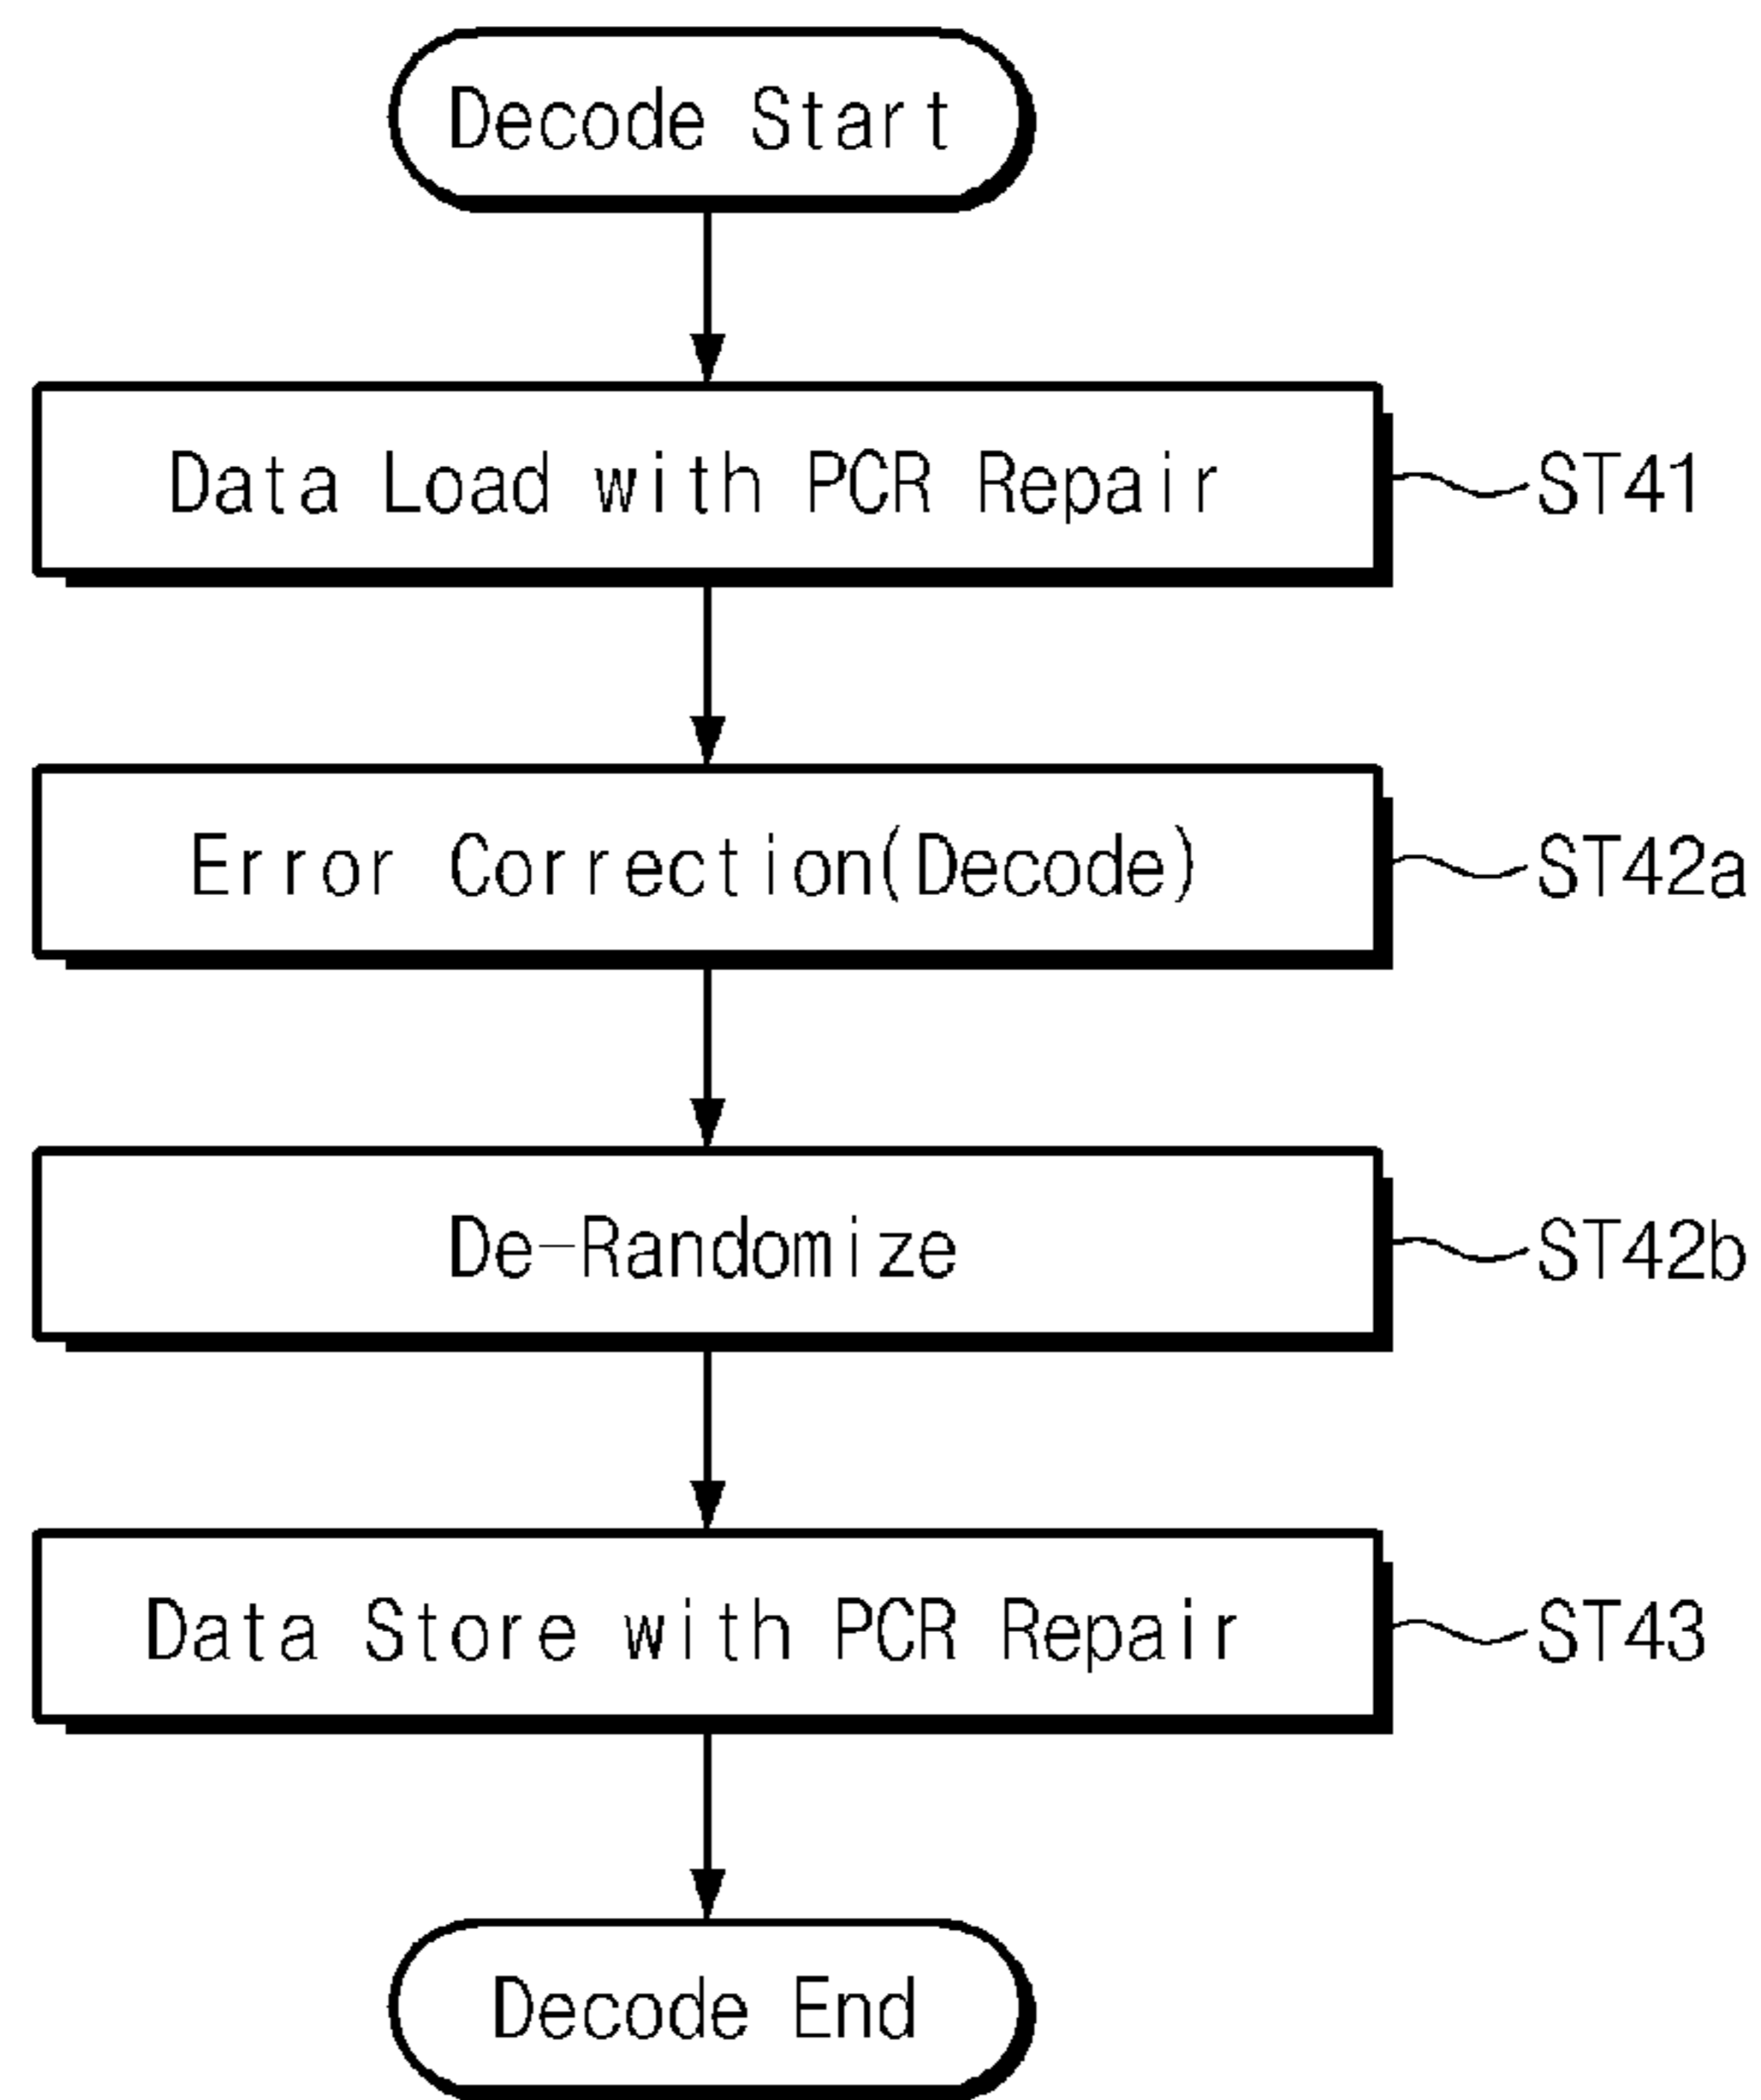 Decode Start
Data Load with PCR Repair
ST41
Error Correction(Decode)
ST42a
De-Randomize
ST42b
Data Store with PCR Repair
ST43
Decode End